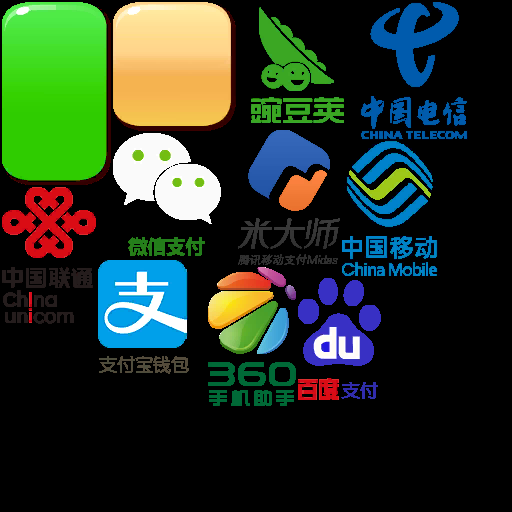 豌豆荚
中国电信
CHINA TELECOM
微信支付
米大师
腾讯移动支付Midas
中国移动
China Mobile
中国联通
China
unicom
支
支付宝钱包
360
手机助手
du
百度支付